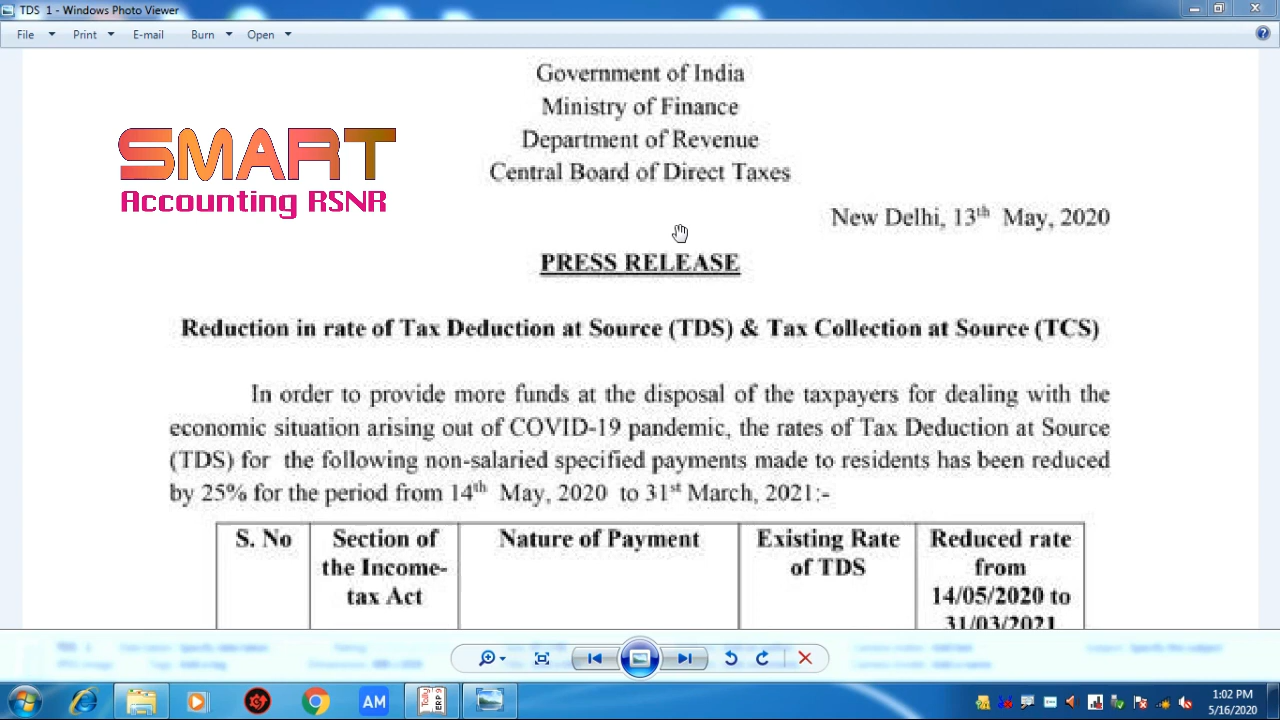 TDS 1 - Windows Photo Viewer
File Print E-mail Burn Open
Government of India
Ministry of Finance
Department of Revenue
Central Board of Direct Taxes
SMART
Accounting RSNR
New Delhi, 13th May, 2020
PRESS RELEASE
Reduction in rate of Tax Deduction at Source (TDS) & Tax Collection at Source (TCS)
In order to provide more funds at the disposal of the taxpayers for dealing with the
economic situation arising out of COVID-19 pandemic, the rates of Tax Deduction at Source
(TDS) for the following non-salaried specified payments made to residents has been reduced
by 25% for the period from 14th May, 2020 to 31st March, 2021:-
S. No Section of Nature of Payment Existing Rate Reduced rate
the Income- of TDS from
tax Act 14/05/2020 to
31/03/2021
AM
Tally
ERP 9
1:02 PM
5/16/2020